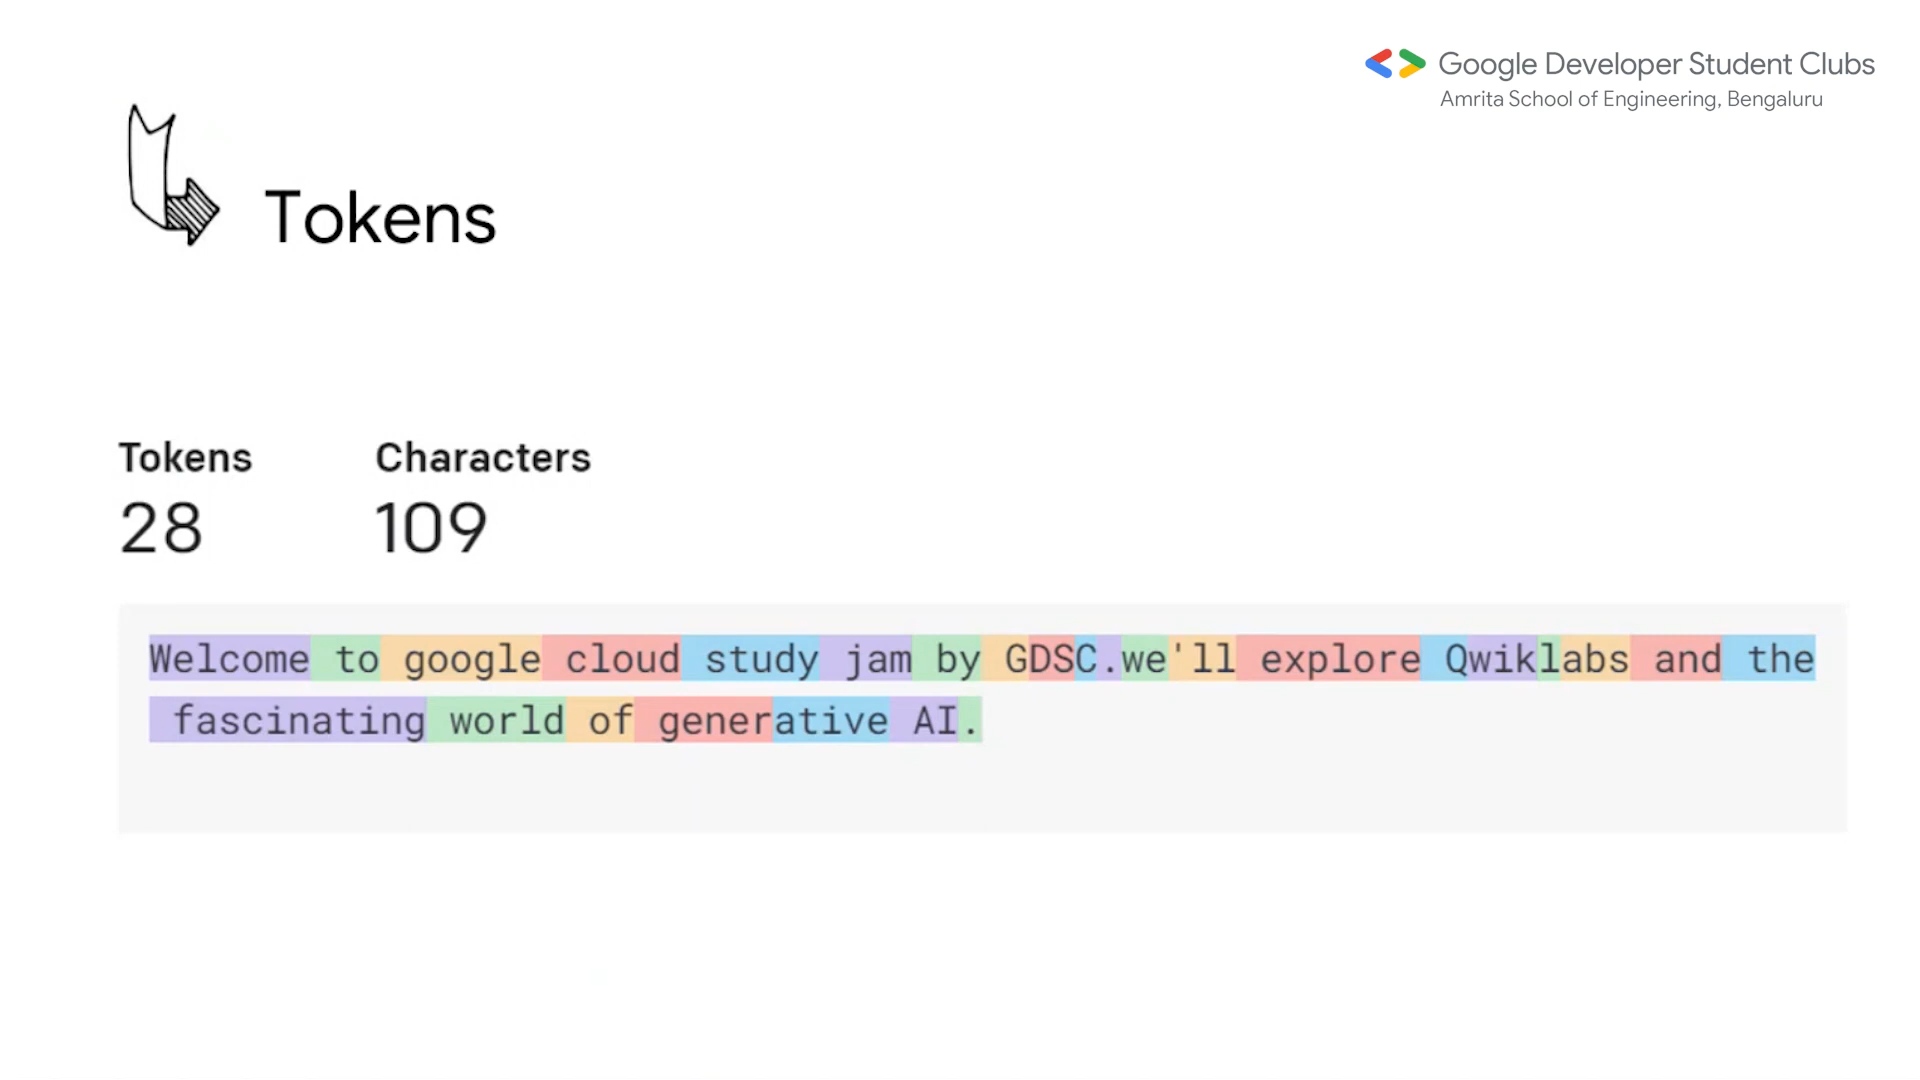 Google Developer Student Clubs
Amrita School of Engineering, Bengaluru
Tokens
Tokens Characters
28 109
Welcome to google cloud study jam by GDSC.we'll explore Qwiklabs and the
fascinating world of generative AI.